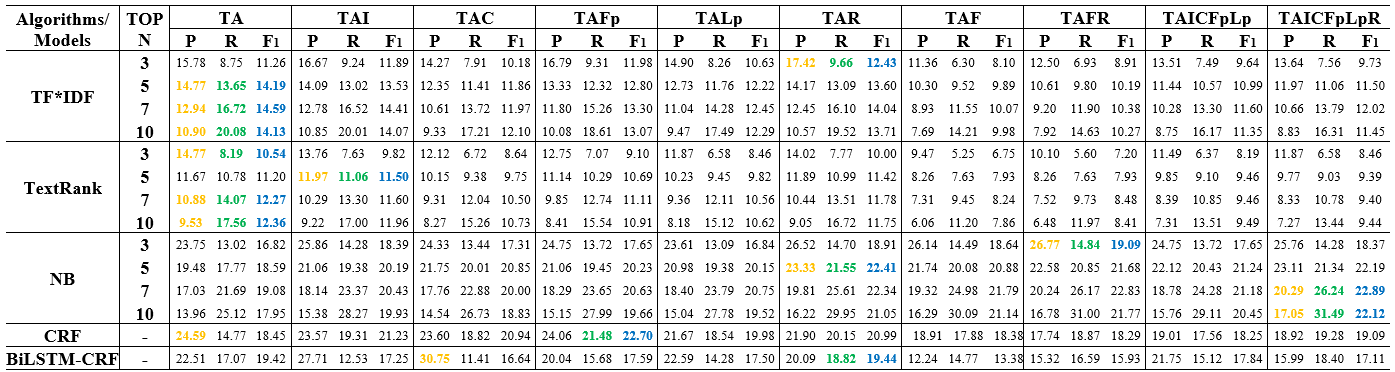 Algorithms/ Models TOP N TA TAI TAC TAFp TALp TAR TAF TAFR TAICFpLp TAICFpLpR
P R F1 P R F1 P R F1 P R F1 P R F1 P R F1 P R F1 P R F1 P R F1 P R F1
TF*IDF 3 15.78 8.75 11.26 16.67 9.24 11.89 14.27 7.91 10.18 16.79 9.31 11.98 14.90 8.26 10.63 17.42 9.66 12.43 11.36 6.30 8.10 12.50 6.93 8.91 13.51 7.49 9.64 13.64 7.56 9.73
5 14.77 13.65 14.19 14.09 13.02 13.53 12.35 11.41 11.86 13.33 12.32 12.80 12.73 11.76 12.22 14.17 13.09 13.60 10.30 9.52 9.89 10.61 9.80 10.19 11.44 10.57 10.99 11.97 11.06 11.50
7 12.94 16.72 14.59 12.78 16.52 14.41 10.61 13.72 11.97 11.80 15.26 13.30 11.04 14.28 12.45 12.45 16.10 14.04 8.93 11.55 10.07 9.20 11.90 10.38 10.28 13.30 11.60 10.66 13.79 12.02
10 10.90 20.08 14.13 10.85 20.01 14.07 9.33 17.21 12.10 10.08 18.61 13.07 9.47 17.49 12.29 10.57 19.52 13.71 7.69 14.21 9.98 7.92 14.63 10.27 8.75 16.17 11.35 8.83 16.31 11.45
TextRank 3 14.77 8.19 10.54 13.76 7.63 9.82 12.12 6.72 8.64 12.75 7.07 9.10 11.87 6.58 8.46 14.02 7.77 10.00 9.47 5.25 6.75 10.10 5.60 7.20 11.49 6.37 8.19 11.87 6.58 8.46
5 11.67 10.78 11.20 11.97 11.06 11.50 10.15 9.38 9.75 11.14 10.29 10.69 10.23 9.45 9.82 11.89 10.99 11.42 8.26 7.63 7.93 8.26 7.63 7.93 9.85 9.10 9.46 9.77 9.03 9.39
7 10.88 14.07 12.27 10.29 13.30 11.60 9.31 12.04 10.50 9.85 12.74 11.11 9.36 12.11 10.56 10.44 13.51 11.78 7.31 9.45 8.24 7.52 9.73 8.48 8.39 10.85 9.46 8.33 10.78 9.40
10 9.53 17.56 12.36 9.22 17.00 11.96 8.27 15.26 10.73 8.41 15.54 10.91 8.18 15.12 10.62 9.05 16.72 11.75 6.06 11.20 7.86 6.48 11.97 8.41 7.31 13.51 9.49 7.27 13.44 9.44
NB 3 23.75 13.02 16.82 25.86 14.28 18.39 24.33 13.44 17.31 24.75 13.72 17.65 23.61 13.09 16.84 26.52 14.70 18.91 26.14 14.49 18.64 26.77 14.84 19.09 24.75 13.72 17.65 25.76 14.28 18.37
5 19.48 17.77 18.59 21.06 19.38 20.19 21.75 20.01 20.85 21.06 19.45 20.23 20.98 19.38 20.15 23.33 21.55 22.41 21.74 20.08 20.88 22.58 20.85 21.68 22.12 20.43 21.24 23.11 21.34 22.19
7 17.03 21.69 19.08 18.14 23.37 20.43 17.76 22.88 20.00 18.29 23.65 20.63 18.40 23.79 20.75 19.81 25.61 22.34 19.32 24.98 21.79 20.24 26.17 22.83 18.78 24.28 21.18 20.29 26.24 22.89
10 13.96 25.12 17.95 15.38 28.27 19.93 14.54 26.73 18.83 15.15 27.99 19.66 15.04 27.78 19.52 16.22 29.95 21.05 16.29 30.09 21.14 16.78 31.00 21.77 15.76 29.11 20.45 17.05 31.49 22.12
CRF - 24.59 14.77 18.45 23.57 19.31 21.23 23.60 18.82 20.94 24.06 21.48 22.70 21.67 18.54 19.98 21.90 20.15 20.99 18.91 17.88 18.38 17.74 18.87 18.29 19.01 17.56 18.25 18.92 19.28 19.09
BiLSTM-CRF - 22.51 17.07 19.42 27.71 12.53 17.25 30.75 11.41 16.64 20.04 15.68 17.59 22.59 14.28 17.50 20.09 18.82 19.44 12.24 14.77 13.38 15.32 16.59 15.93 21.75 15.12 17.84 15.99 18.40 17.11